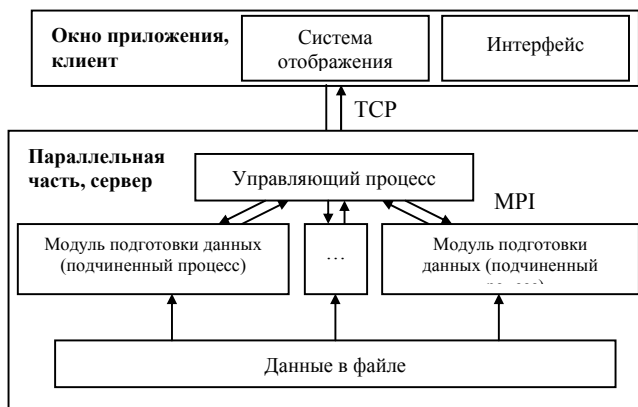 Окно приложения,
клиент
Система
отображения
Интерфейс
TCP
Параллельная
часть, сервер
Управляющий процесс
MPI
Модуль подготовки данных
(подчиненный процесс)
…
Модуль подготовки
данных (подчиненный
Данные в файле